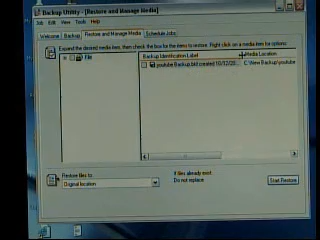 Backup Utility - [Restore and Manage Media]
Job Edit View Tools Help
Welcome Backup Restore and Manage Media Schedule Jobs
Expand the desired media item, then check the box for the items to restore. Right click on a media item for options:
File
Backup Identification Label Media Location
youtube Backup.bkf created 10/12/20... C:\New Backup\youtube
Restore files to:
Original location
If files already exist:
Do not replace
Start Restore